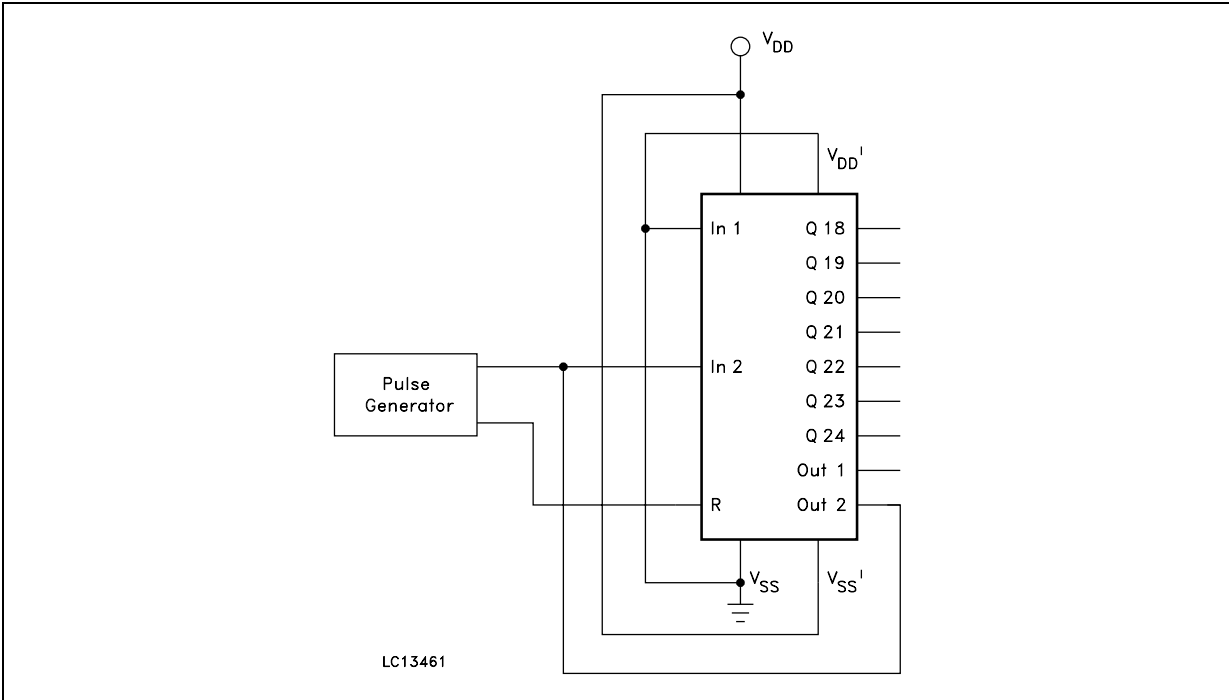 VDD
VDD'
In 1
Q 18
Q 19
Q 20
Q 21
In 2
Q 22
Pulse
Generator
Q 23
Q 24
Out 1
R
Out 2
VSS
VSS'
LC13461